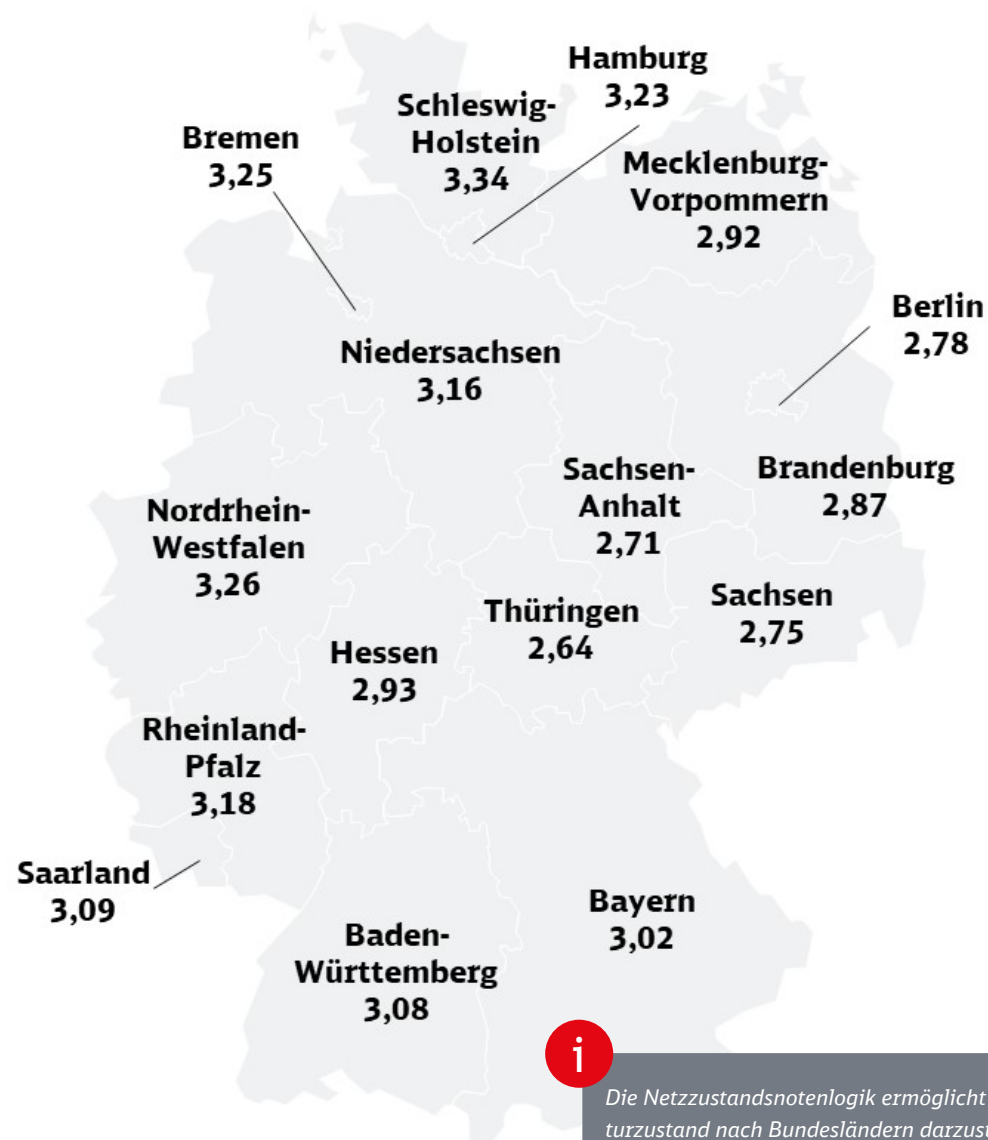 Hamburg
3,23
Schleswig-
Holstein
3,34
Bremen
3,25
Mecklenburg-
Vorpommern
2,92
Berlin
2,78
Niedersachsen
3,16
Sachsen-
Anhalt
2,71
Brandenburg
2,87
Nordrhein-
Westfalen
3,26
Sachsen
2,75
Thüringen
2,64
Hessen
2,93
Rheinland-
Pfalz
3,18
Saarland
3,09
Bayern
3,02
Baden-
Württemberg
3,08
i
Die Netzzustandsnotenlogik ermöglicht
turzustand nach Bundesländern